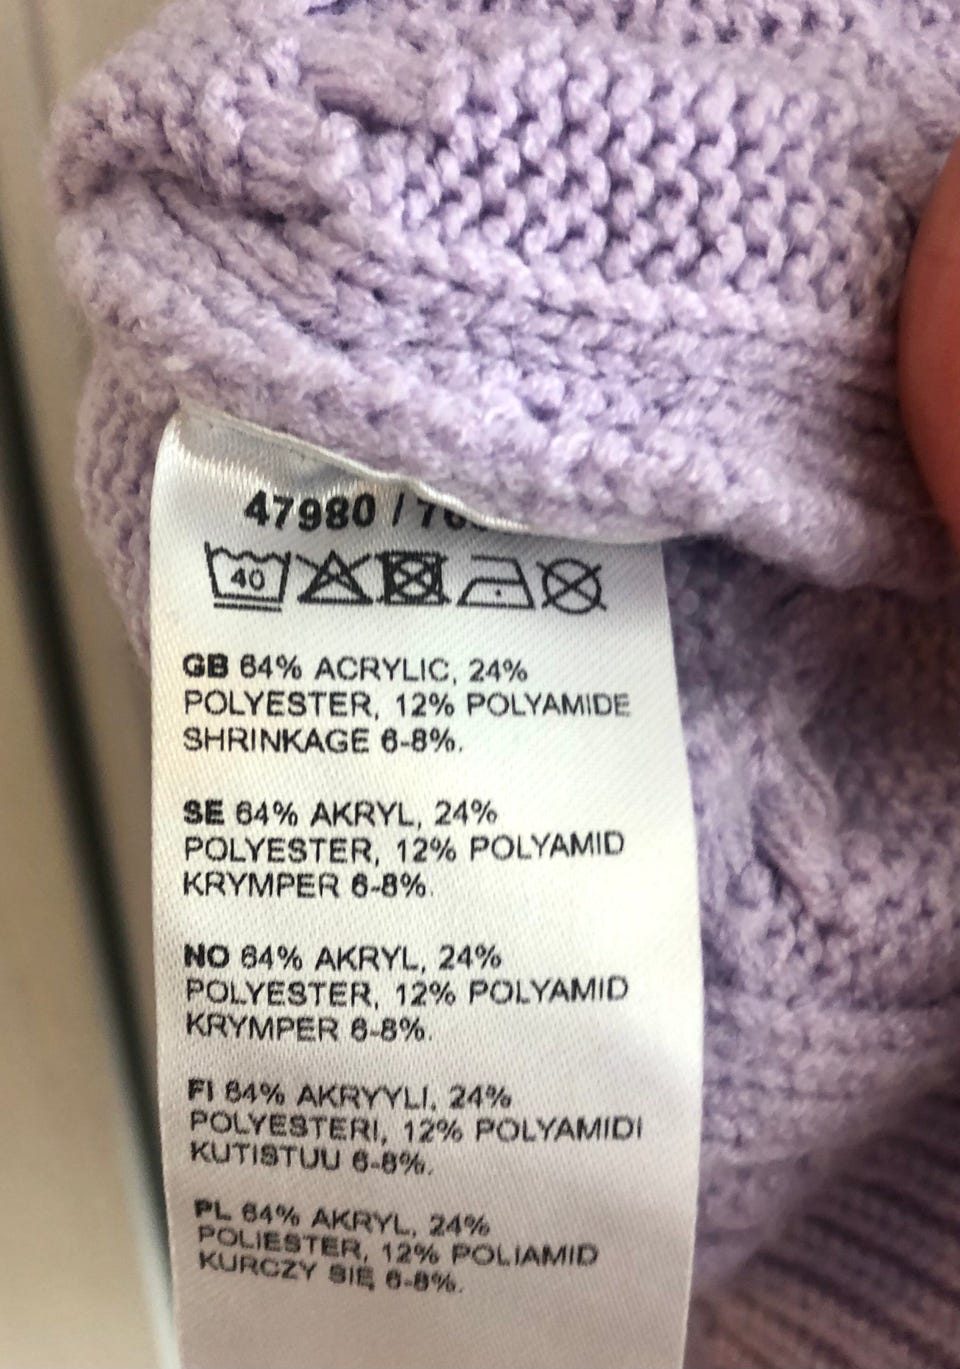 47980 /
40
GB 64% ACRYLIC, 24%
POLYESTER, 12% POLYAMIDE
SHRINKAGE 6-8%.
SE 64% AKRYL, 24%
POLYESTER, 12% POLYAMID
KRYMPER 6-8%.
NO 64% AKRYL, 24%
POLYESTER, 12% POLYAMID
KRYMPER 6-8%.
FI 64% AKRYYLI, 24%
POLYESTERI, 12% POLYAMIDI
KUTISTUU 6-8%.
PL 64% AKRYL, 24%
POLIESTER, 12% POLIAMID
KURCZY SIĘ 6-8%.